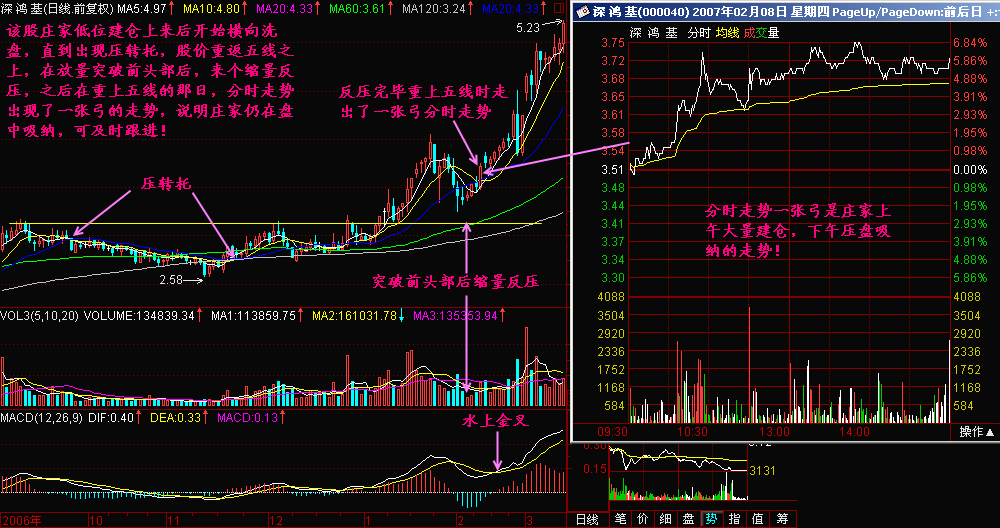 深 鸿 基(日线.前复权) MA5:4.97↑ MA10:4.80↑ MA20:4.33↑ MA60:3.61↑ MA120:3.24↑ MA20:4.33↑
该股庄家低位建仓上来后开始横向洗
盘，直到出现压转托，股价重返五线之
上，在放量突破前头部后，来个缩量反
压，之后在重上五线的那日，分时走势
出现了一张弓的走势，说明庄家仍在盘
中吸纳，可及时跟进！
5.23
反压完毕重上五线时走
出了一张弓分时走势
压转托
2.58
突破前头部后缩量反压
VOL3(5,10,20) VOLUME:134839.34↑ MA1:113859.75↑ MA2:161031.78↓ MA3:135353.94↑
MACD(12,26,9) DIF:0.40↑ DEA:0.33↑ MACD:0.13↑
水上金叉
2006年 10 11 12 1 2 3
日线
深 鸿 基(000040) 2007年02月08日 星期四 PageUp/PageDown:前后日
深 鸿 基 分时 均线 成交量
3.75 6.84%
3.72 5.86%
3.68 4.88%
3.65 3.91%
3.61 2.93%
3.58 1.95%
3.54 0.98%
3.51 0.00%
3.48 0.98%
3.44 1.95%
3.41 2.93%
3.37 3.91%
3.34 4.88%
3.30 5.86%
分时走势一张弓是庄家上
午大量建仓，下午压盘吸
纳的走势！
4088 4088
3504 3504
2920 2920
2336 2336
1752 1752
1168 1168
584 584
09:30 10:30 13:00 14:00 操作▲
0.30
0.15 3131
笔 价 细 盘 势 指 值 筹